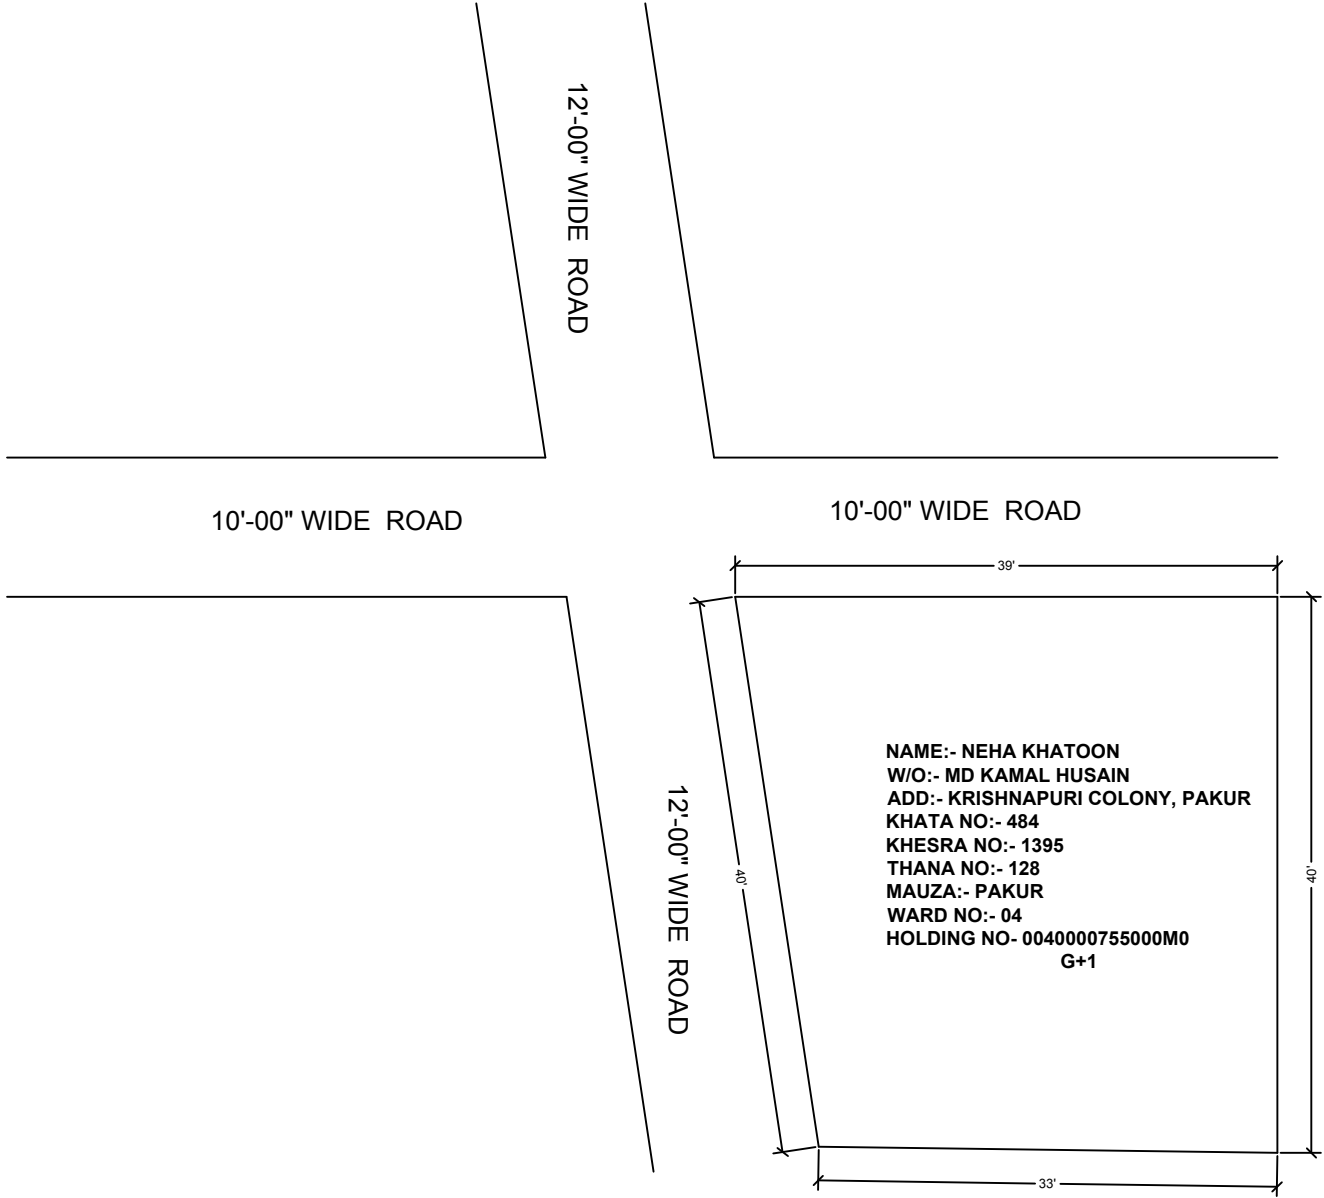 12'-00" WIDE ROAD
10'-00" WIDE ROAD
10'-00" WIDE ROAD
39'
NAME:- NEHA KHATOON
W/O:- MD KAMAL HUSAIN
ADD:- KRISHNAPURI COLONY, PAKUR
KHATA NO:- 484
KHESRA NO:- 1395
THANA NO:- 128
MAUZA:- PAKUR
WARD NO:- 04
HOLDING NO- 0040000755000M0
G+1
12'-00" WIDE ROAD
40'
40'
33'